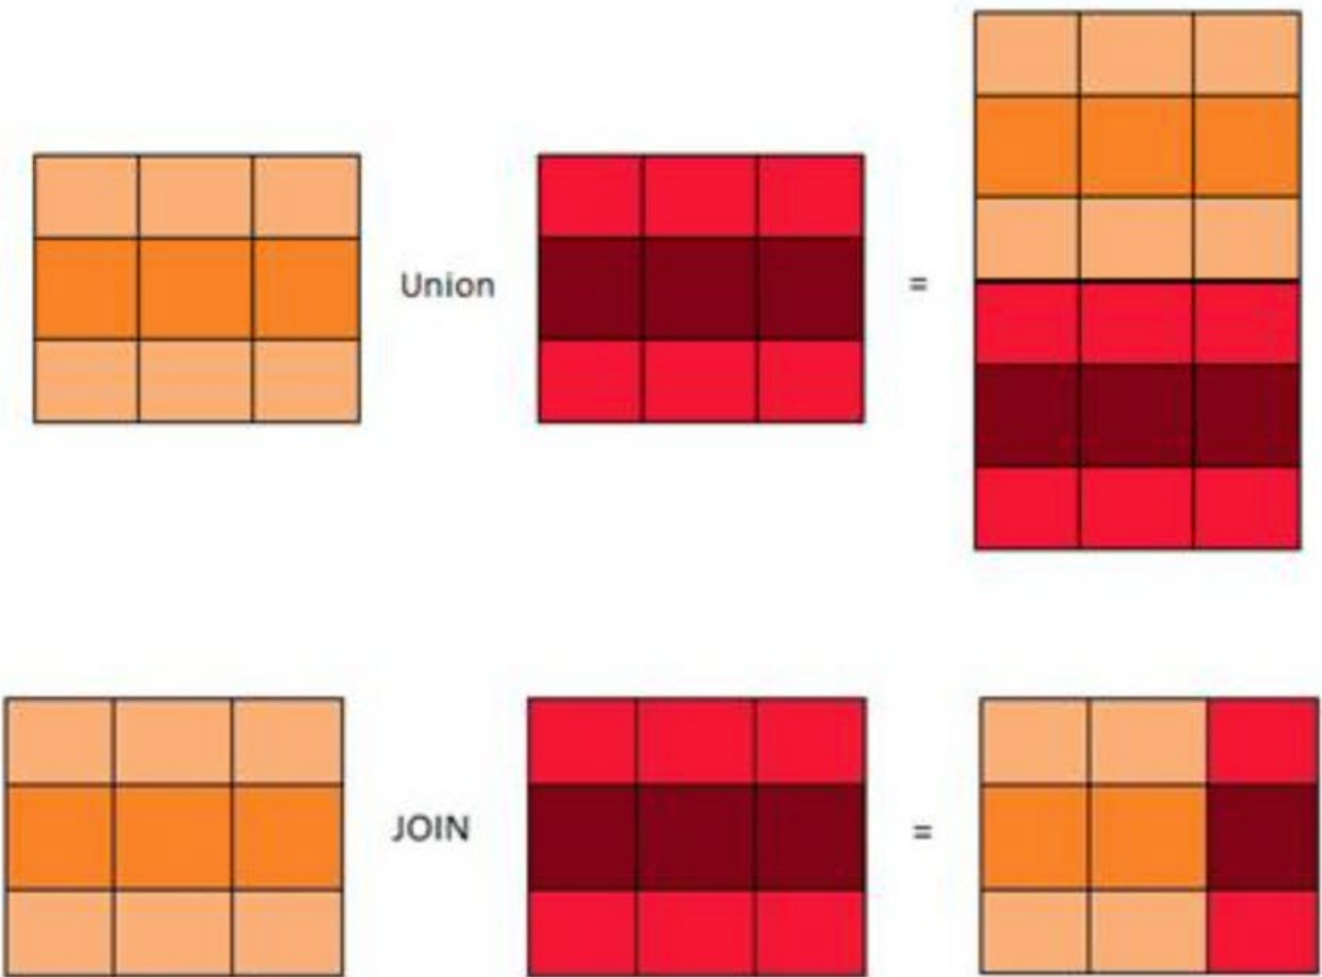 Union
=
JOIN
=